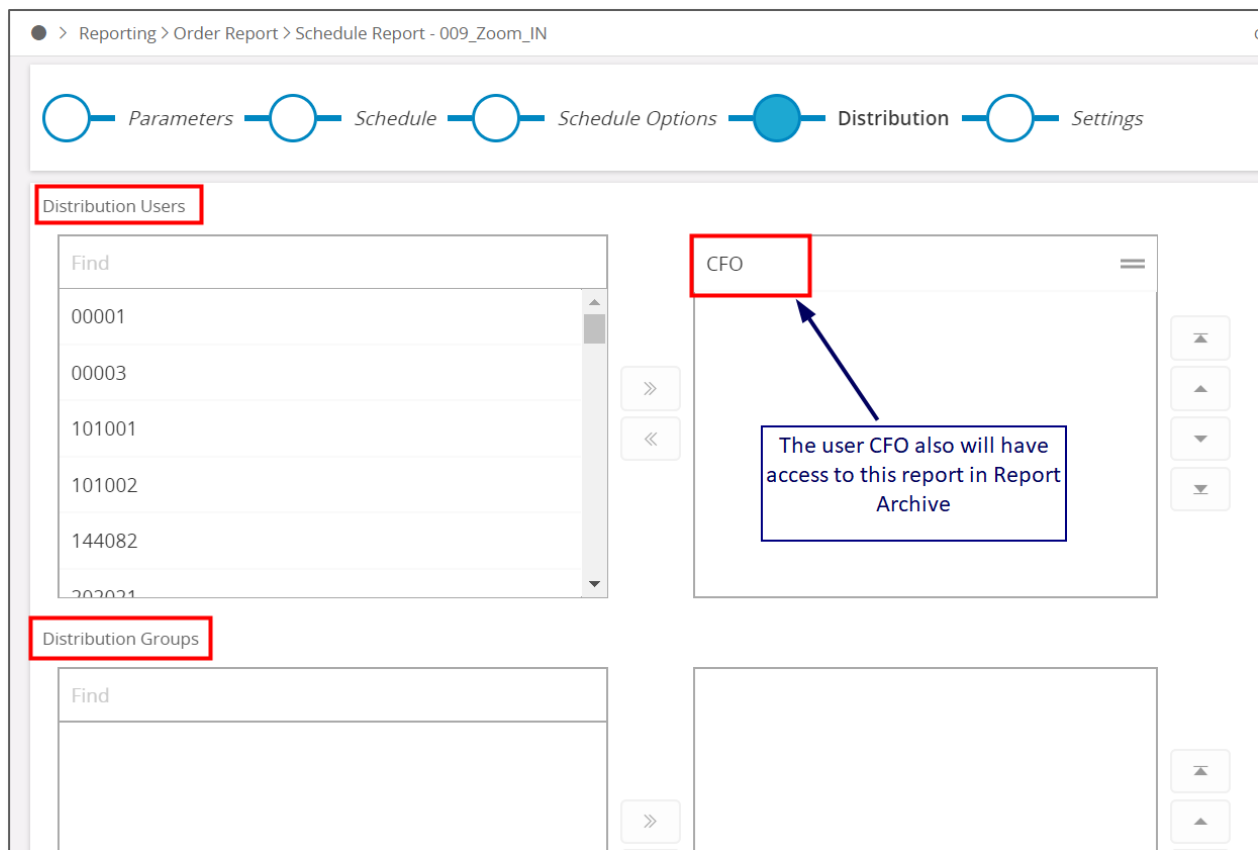 Reporting > Order Report > Schedule Report - 009_Zoom_IN
Parameters Schedule Schedule Options Distribution Settings
Distribution Users
Find
CFO
00001
00003
101001
101002
144082
202021
The user CFO also will have
access to this report in Report
Archive
Distribution Groups
Find